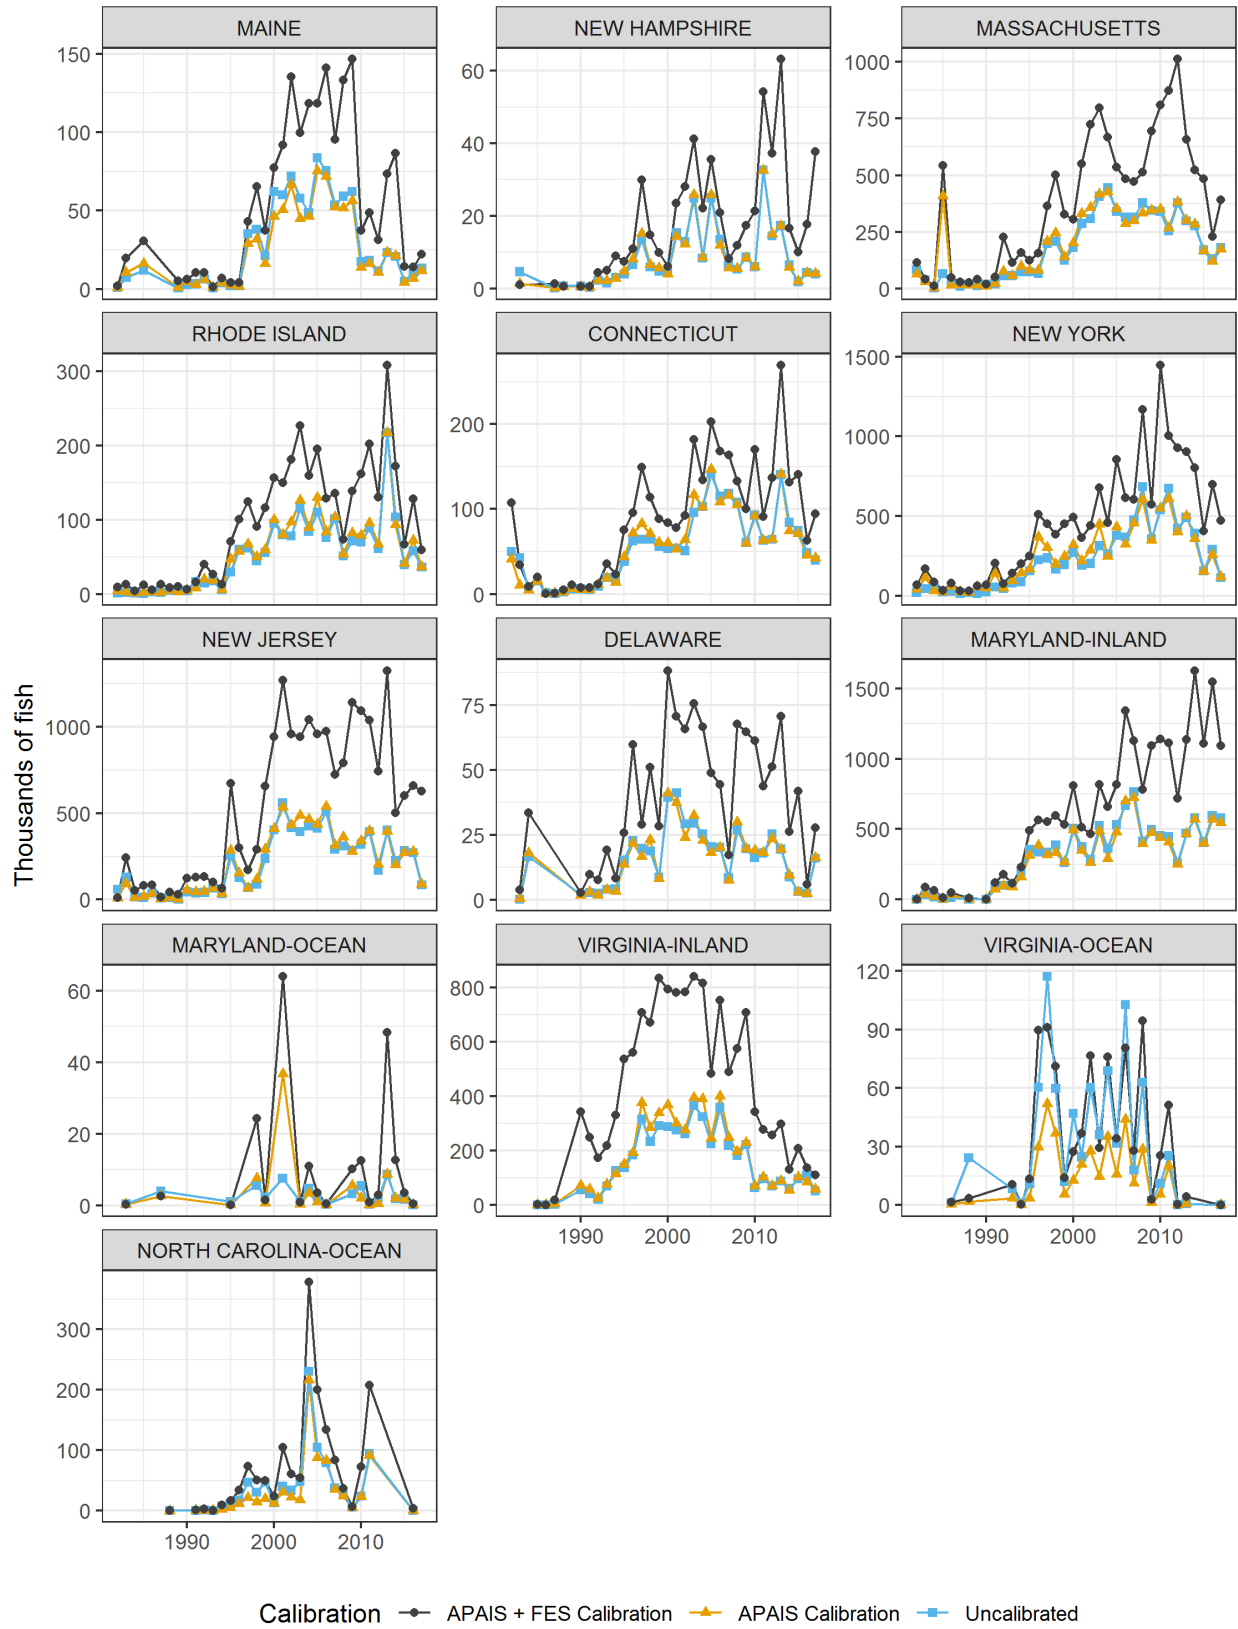 MAINE
NEW HAMPSHIRE
MASSACHUSETTS
150
100
50
0
60
40
20
0
1000
750
500
250
0
RHODE ISLAND
CONNECTICUT
NEW YORK
300
200
100
0
200
100
0
1500
1000
500
0
NEW JERSEY
DELAWARE
MARYLAND-INLAND
1000
500
0
75
50
25
0
1500
1000
500
0
Thousands of fish
MARYLAND-OCEAN
VIRGINIA-INLAND
VIRGINIA-OCEAN
60
40
20
0
800
600
400
200
0
120
90
60
30
0
1990 2000 2010
1990 2000 2010
NORTH CAROLINA-OCEAN
300
200
100
0
1990 2000 2010
Calibration APAIS + FES Calibration APAIS Calibration Uncalibrated